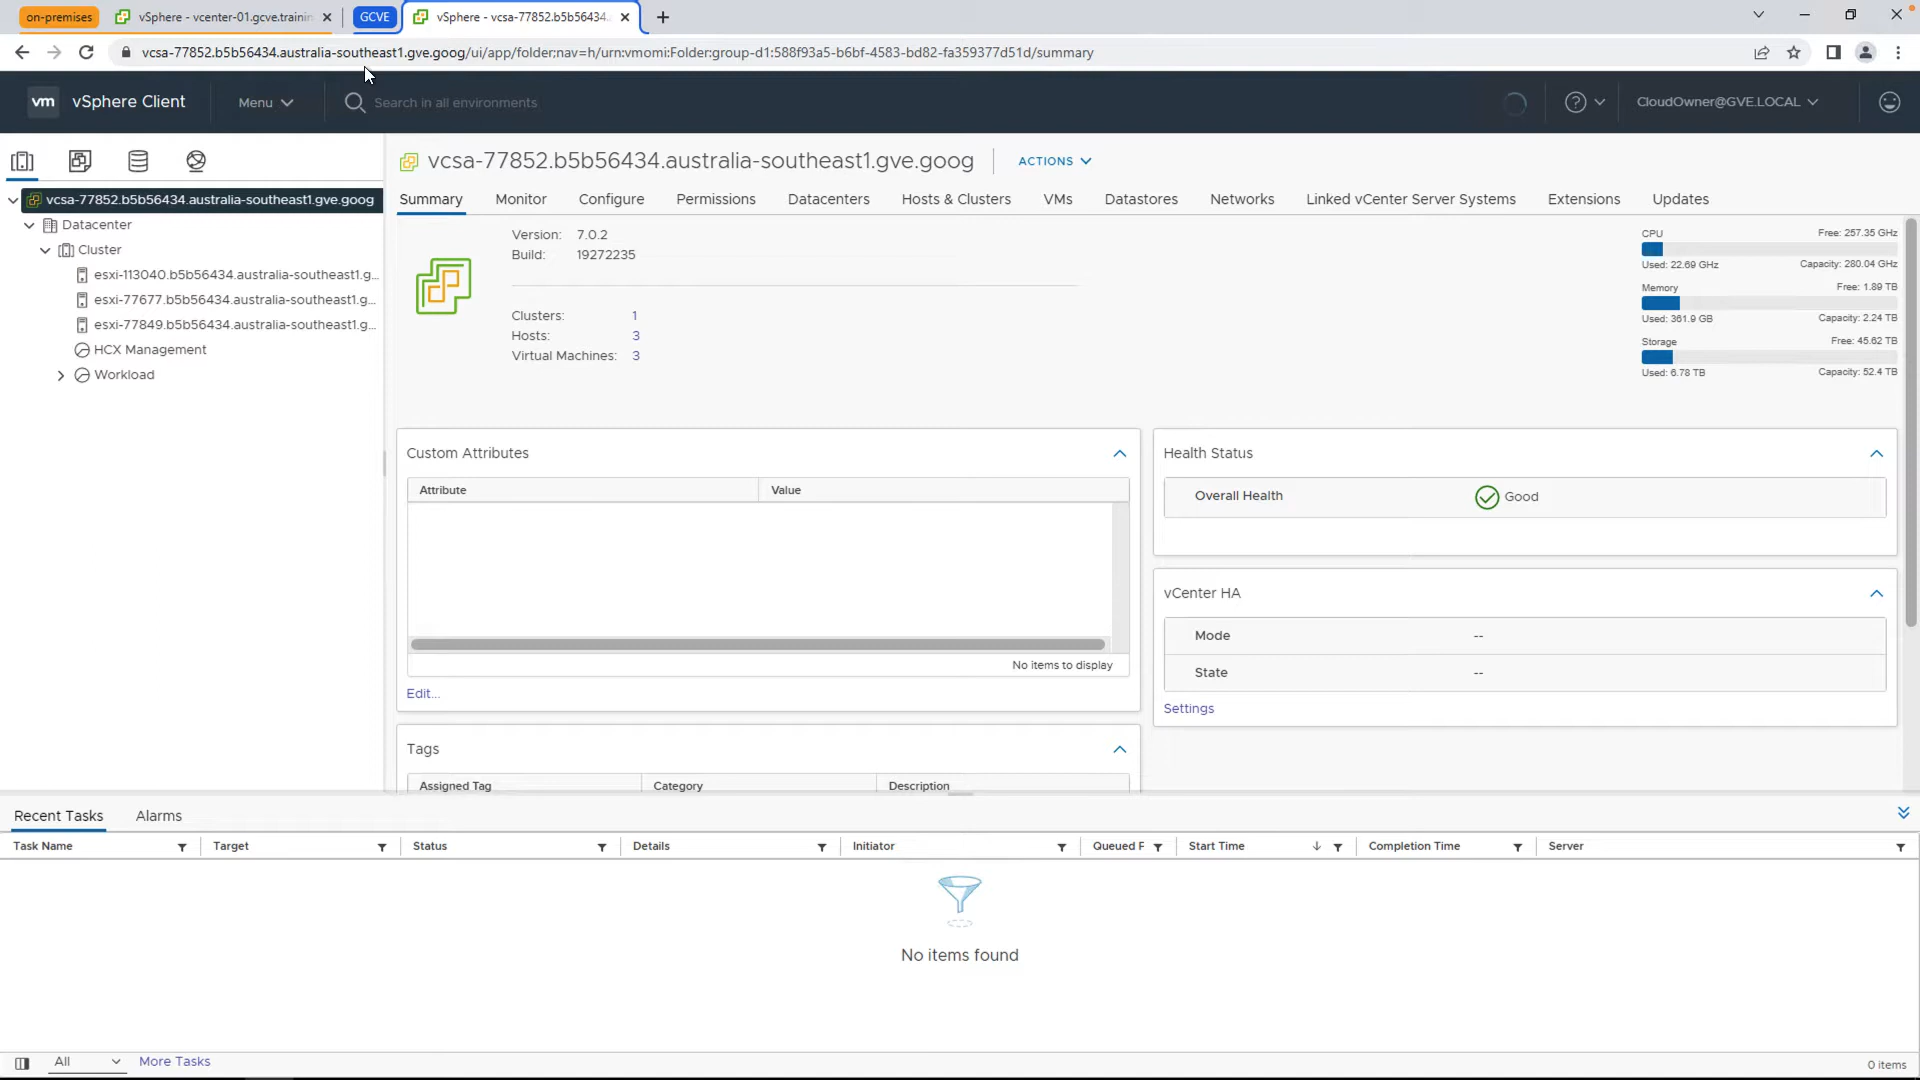 on-premises
vSphere - vcenter-01.gcve.trainin
GCVE
vSphere - vcsa-77852.b5b56434.
vcsa-77852.b5b56434.australia-southeast1.gve.goog/ui/app/folder;nav=h/urn:vmomi:Folder:group-d1:588f93a5-b6bf-4583-bd82-fa359377d51d/summary
vm vSphere Client
Menu
Search in all environments
CloudOwner@GVE.LOCAL
vcsa-77852.b5b56434.australia-southeast1.gve.goog
Datacenter
Cluster
esxi-113040.b5b56434.australia-southeast1.g...
esxi-77677.b5b56434.australia-southeast1.g...
esxi-77849.b5b56434.australia-southeast1.g...
HCX Management
Workload
vcsa-77852.b5b56434.australia-southeast1.gve.goog
ACTIONS
Summary Monitor Configure Permissions Datacenters Hosts & Clusters VMs Datastores Networks Linked vCenter Server Systems Extensions Updates
Version: 7.0.2
Build: 19272235
Clusters: 1
Hosts: 3
Virtual Machines: 3
CPU Free: 257.35 GHz
Used: 22.69 GHz Capacity: 280.04 GHz
Memory Free: 1.89 TB
Used: 361.9 GB Capacity: 2.24 TB
Storage Free: 45.62 TB
Used: 6.78 TB Capacity: 52.4 TB
Custom Attributes
Attribute Value
No items to display
Edit...
Tags
Assigned Tag Category Description
Health Status
Overall Health Good
vCenter HA
Mode --
State --
Settings
Recent Tasks Alarms
Task Name Target Status Details Initiator Queued F Start Time Completion Time Server
No items found
All More Tasks
0 items